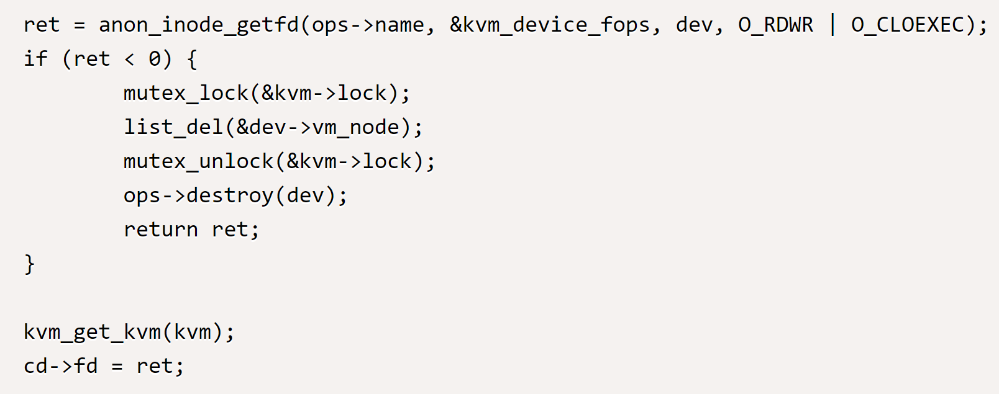 ret = anon_inode_getfd(ops->name, &kvm_device_fops, dev, O_RDWR | O_CLOEXEC);
if (ret < 0) {
        mutex_lock(&kvm->lock);
        list_del(&dev->vm_node);
        mutex_unlock(&kvm->lock);
        ops->destroy(dev);
        return ret;
}

kvm_get_kvm(kvm);
cd->fd = ret;